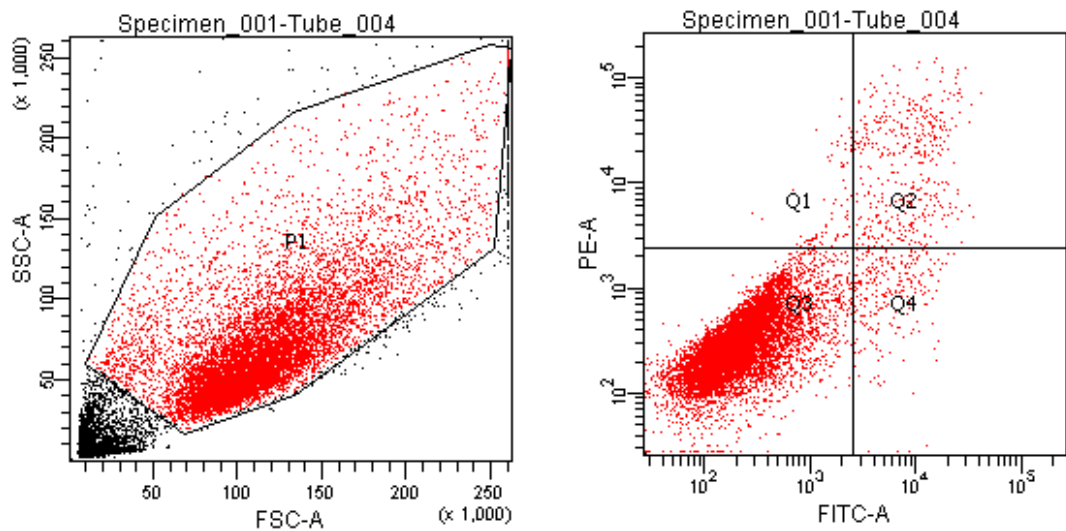 Specimen_001-Tube_004
SSC-A
(x 1,000)
250
200
150
100
50
P1
50 100 150 200 250
FSC-A
(x 1,000)
Specimen_001-Tube_004
PE-A
10^5
10^4
10^3
10^2
Q1 Q2
Q3 Q4
10^2 10^3 10^4 10^5
FITC-A